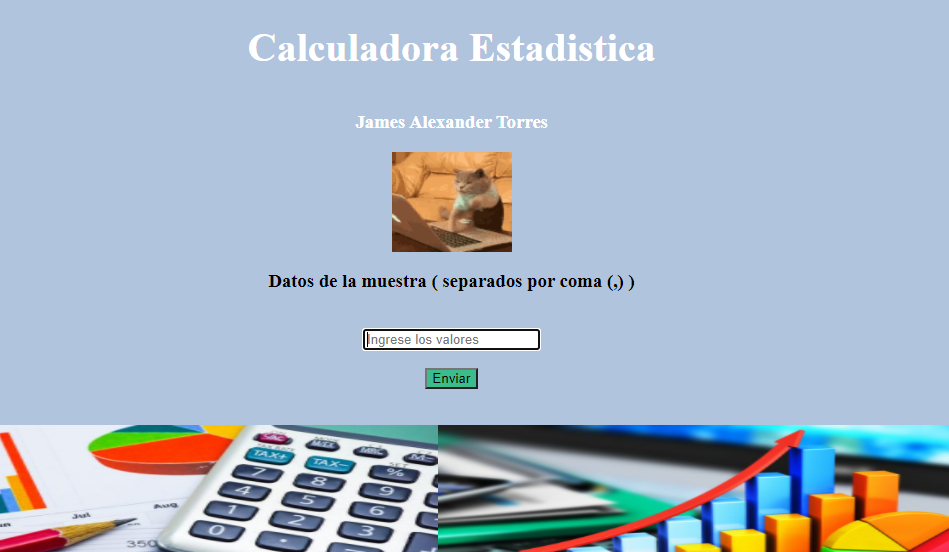 Calculadora Estadistica
James Alexander Torres
Datos de la muestra ( separados por coma (,) )
Ingrese los valores
Enviar
TAX+ TAX− %
7 8 9
4 5 6
1 2 3
0
Jul Aug
350